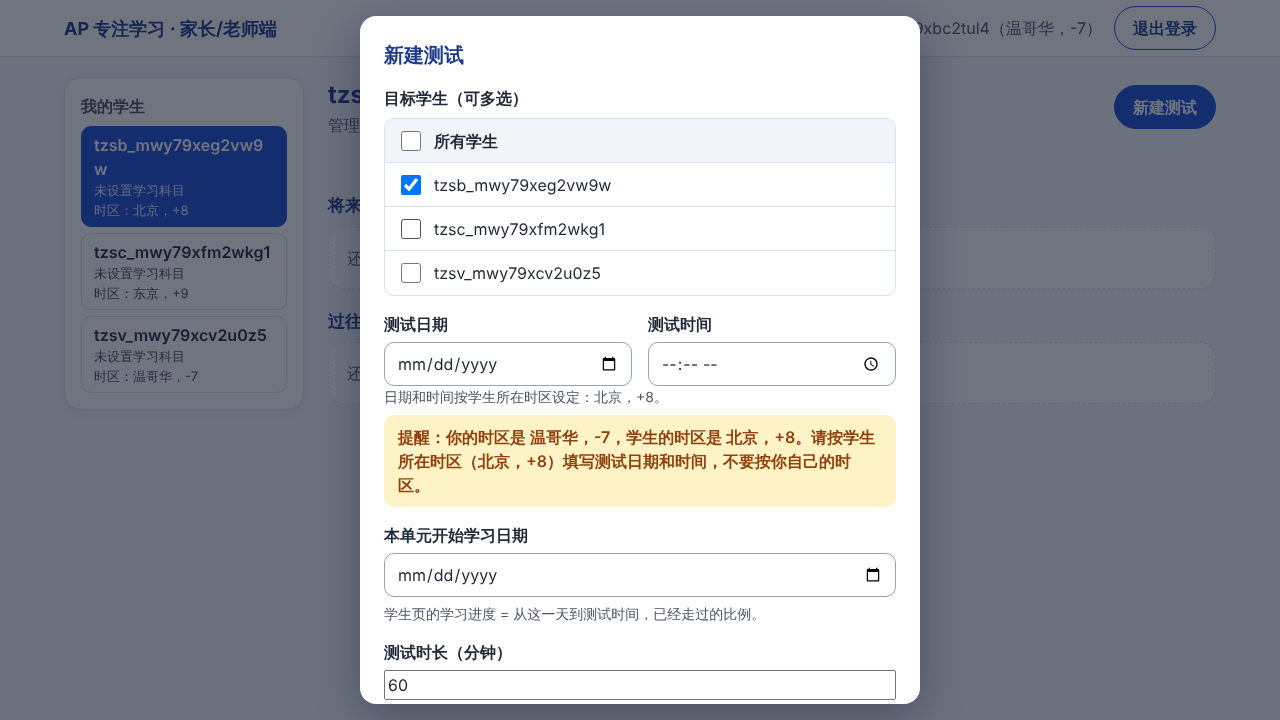 AP 专注学习 · 家长/老师端
xbc2tul4（温哥华，-7）
退出登录
我的学生
tzsb_mwy79xeg2vw9
w
未设置学习科目
时区：北京，+8
tzsc_mwy79xfm2wkg1
未设置学习科目
时区：东京，+9
tzsv_mwy79xcv2u0z5
未设置学习科目
时区：温哥华，-7
tzs
管理
新建测试
将来
还
过往
还
新建测试
目标学生（可多选）
所有学生
tzsb_mwy79xeg2vw9w
tzsc_mwy79xfm2wkg1
tzsv_mwy79xcv2u0z5
测试日期
测试时间
mm/dd/yyyy
--:-- --
日期和时间按学生所在时区设定：北京，+8。
提醒：你的时区是 温哥华，-7，学生的时区是 北京，+8。请按学生
所在时区（北京，+8）填写测试日期和时间，不要按你自己的时
区。
本单元开始学习日期
mm/dd/yyyy
学生页的学习进度 = 从这一天到测试时间，已经走过的比例。
测试时长（分钟）
60